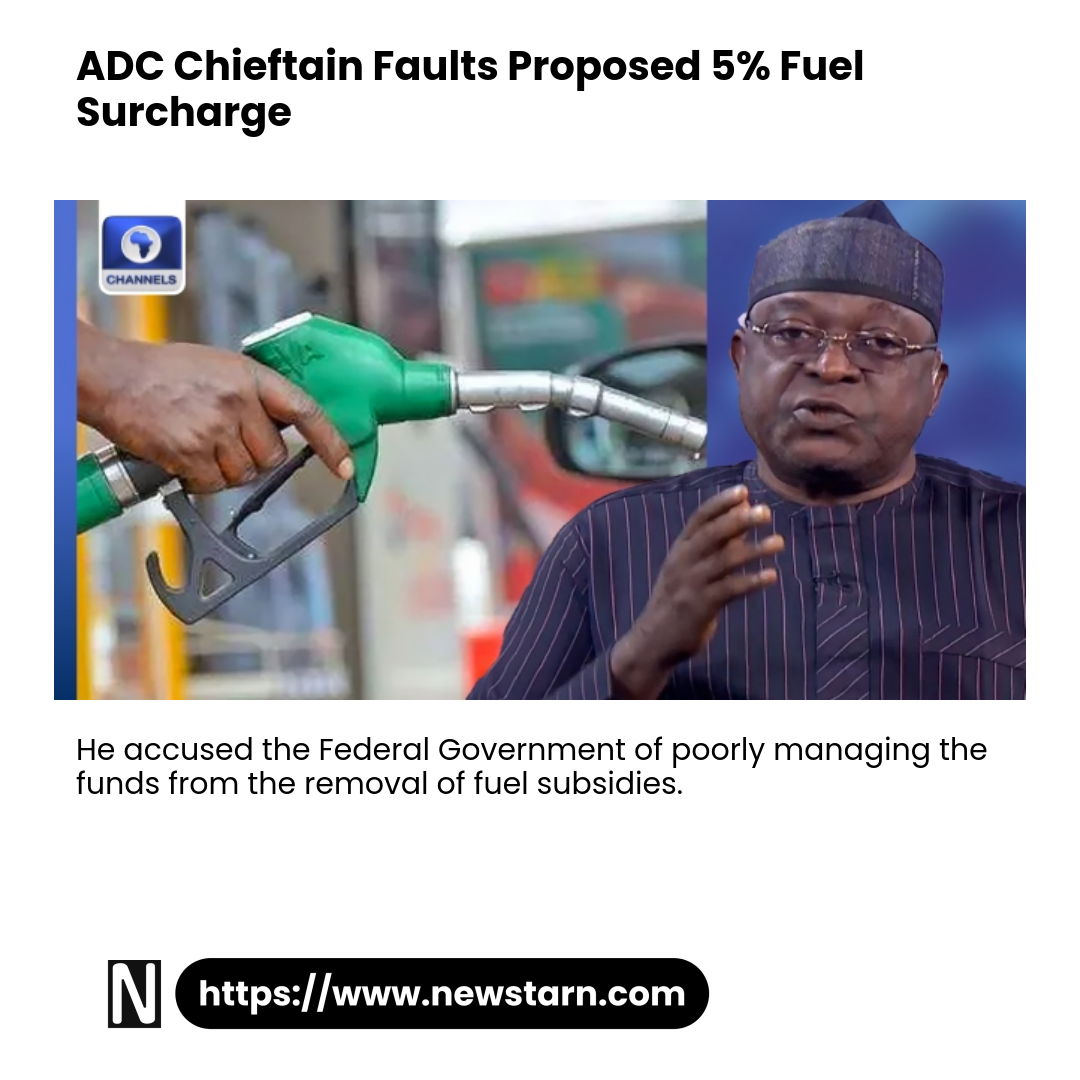 ADC Chieftain Faults Proposed 5% Fuel
Surcharge
CHANNELS
He accused the Federal Government of poorly managing the
funds from the removal of fuel subsidies.
N
https://www.newstarn.com